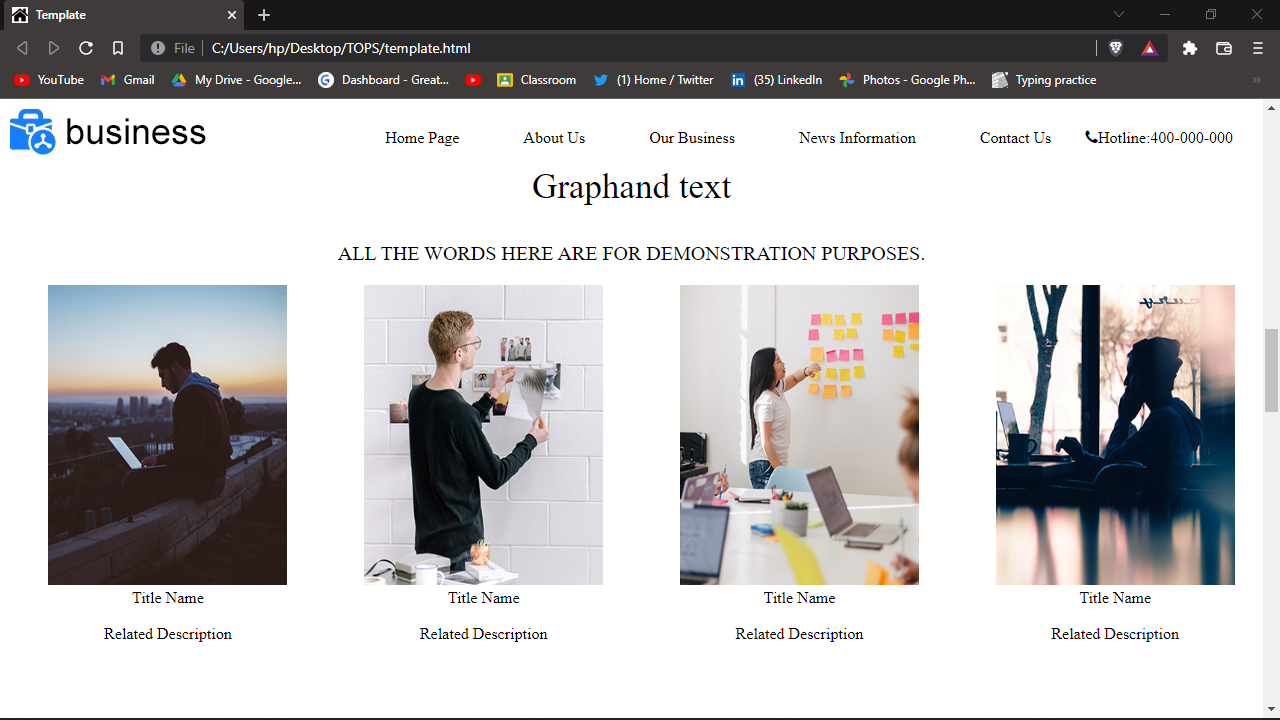 Template
File C:/Users/hp/Desktop/TOPS/template.html
YouTube Gmail My Drive - Google... Dashboard - Great... Classroom (1) Home / Twitter (35) LinkedIn Photos - Google Ph... Typing practice
business
Home Page About Us Our Business News Information Contact Us Hotline:400-000-000
Graphand text
ALL THE WORDS HERE ARE FOR DEMONSTRATION PURPOSES.
Title Name Title Name Title Name Title Name
Related Description Related Description Related Description Related Description